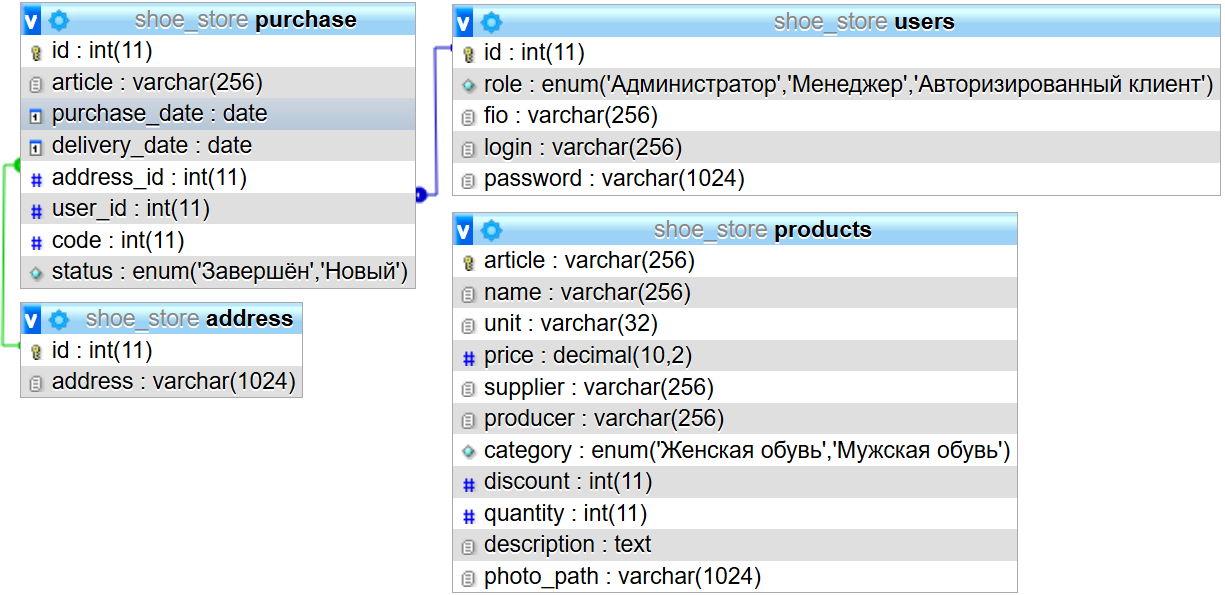 shoe_store purchase
id : int(11)
article : varchar(256)
purchase_date : date
delivery_date : date
address_id : int(11)
user_id : int(11)
code : int(11)
status : enum('Завершён','Новый')
shoe_store address
id : int(11)
address : varchar(1024)
shoe_store users
id : int(11)
role : enum('Администратор','Менеджер','Авторизированный клиент')
fio : varchar(256)
login : varchar(256)
password : varchar(1024)
shoe_store products
article : varchar(256)
name : varchar(256)
unit : varchar(32)
price : decimal(10,2)
supplier : varchar(256)
producer : varchar(256)
category : enum('Женская обувь','Мужская обувь')
discount : int(11)
quantity : int(11)
description : text
photo_path : varchar(1024)